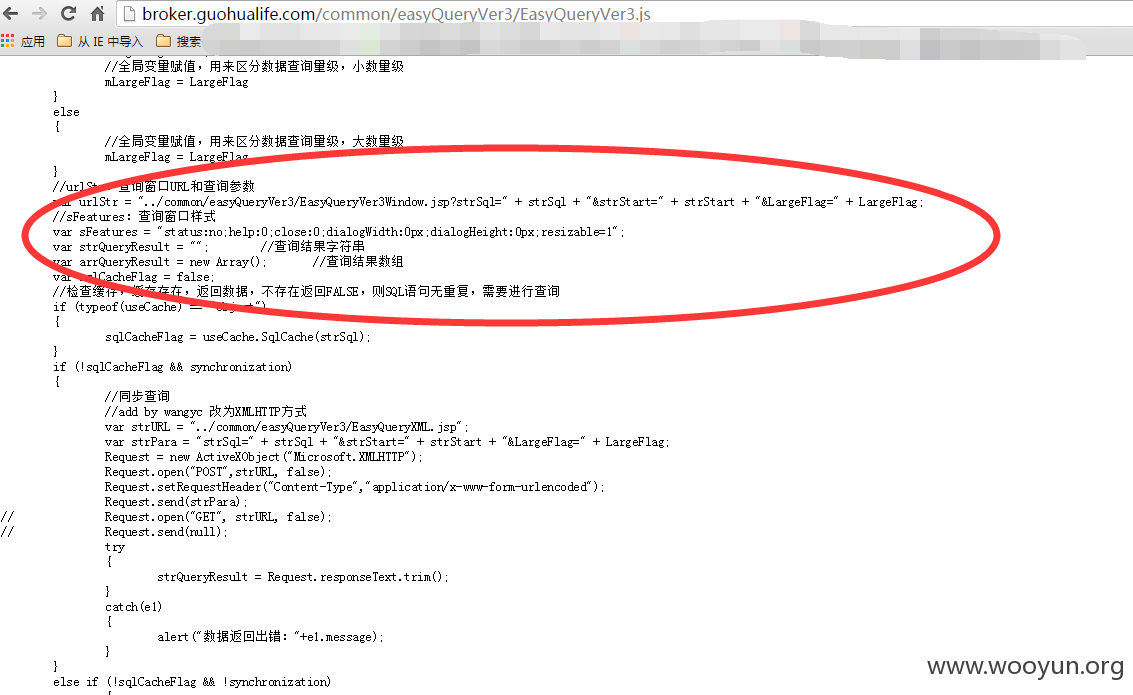 broker.guohualife.com/common/easyQueryVer3/EasyQueryVer3.js
应用 从 IE 中导入 搜索
//全局变量赋值，用来区分数据查询量级，小数量级
mLargeFlag = LargeFlag
}
else
{
//全局变量赋值，用来区分数据查询量级，大数量级
mLargeFlag = LargeFlag
}
//urlStr：查询窗口URL和查询参数
var urlStr = "../common/easyQueryVer3/EasyQueryVer3Window.jsp?strSql=" + strSql + "&strStart=" + strStart + "&LargeFlag=" + LargeFlag;
//sFeatures：查询窗口样式
var sFeatures = "status:no;help:0;close:0;dialogWidth:0px;dialogHeight:0px;resizable=1";
var strQueryResult = ""; //查询结果字符串
var arrQueryResult = new Array(); //查询结果数组
var sqlCacheFlag = false;
//检查缓存，缓存存在，返回数据，不存在返回FALSE，则SQL语句无重复，需要进行查询
if (typeof(useCache) == "object")
{
sqlCacheFlag = useCache.SqlCache(strSql);
}
if (!sqlCacheFlag && synchronization)
{
//同步查询
//add by wangyc 改为XMLHTTP方式
var strURL = "../common/easyQueryVer3/EasyQueryXML.jsp";
var strPara = "strSql=" + strSql + "&strStart=" + strStart + "&LargeFlag=" + LargeFlag;
Request = new ActiveXObject("Microsoft.XMLHTTP");
Request.open("POST",strURL, false);
Request.setRequestHeader("Content-Type","application/x-www-form-urlencoded");
Request.send(strPara);
// Request.open("GET", strURL, false);
// Request.send(null);
try
{
strQueryResult = Request.responseText.trim();
}
catch(e1)
{
alert("数据返回出错："+e1.message);
}
}
else if (!sqlCacheFlag && !synchronization)
www.wooyun.org